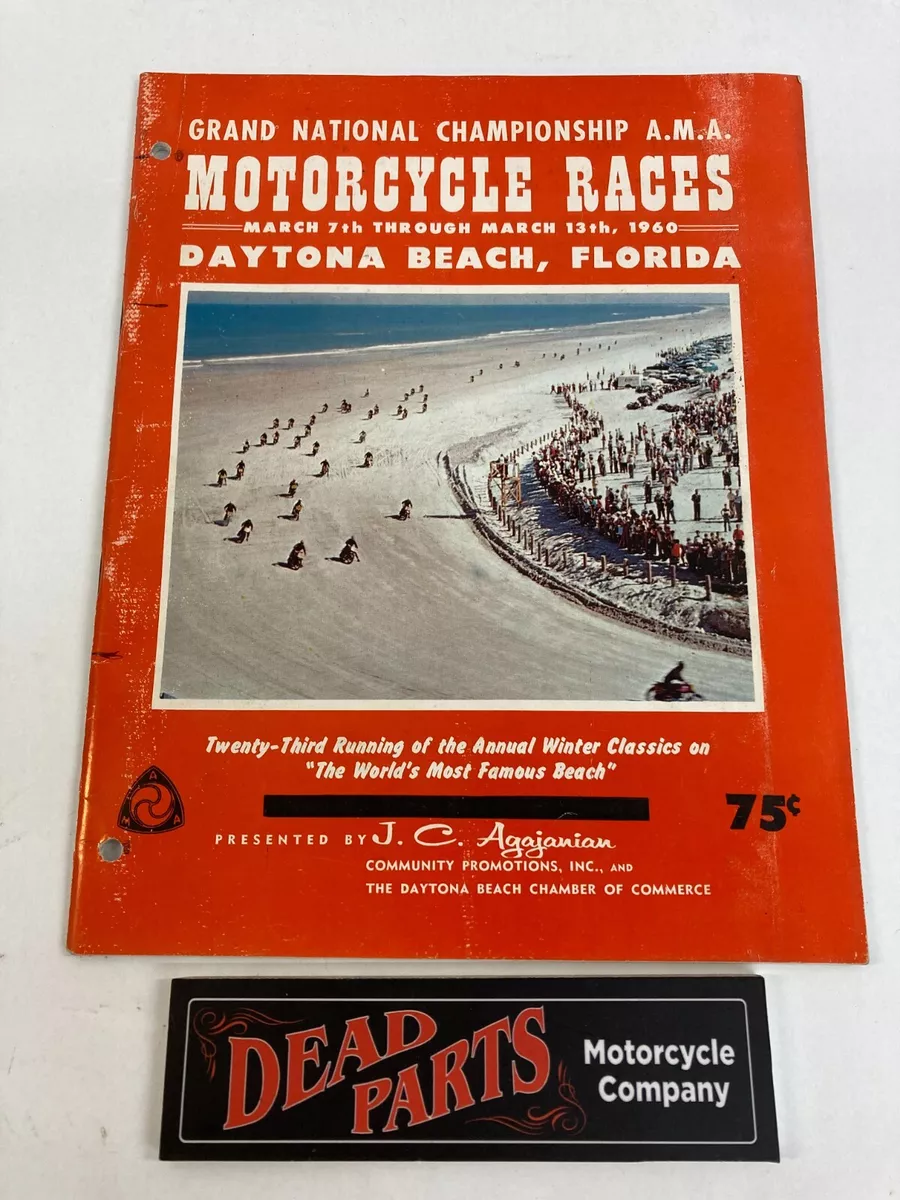 GRAND NATIONAL CHAMPIONSHIP A.M.A.
MOTORCYCLE RACES
MARCH 7th THROUGH MARCH 13th, 1960
DAYTONA BEACH, FLORIDA
Twenty-Third Running of the Annual Winter Classics on
"The World's Most Famous Beach"
75¢
A
M A
PRESENTED BY J. C. Agajanian
COMMUNITY PROMOTIONS, INC., AND
THE DAYTONA BEACH CHAMBER OF COMMERCE
DEAD PARTS
Motorcycle
Company